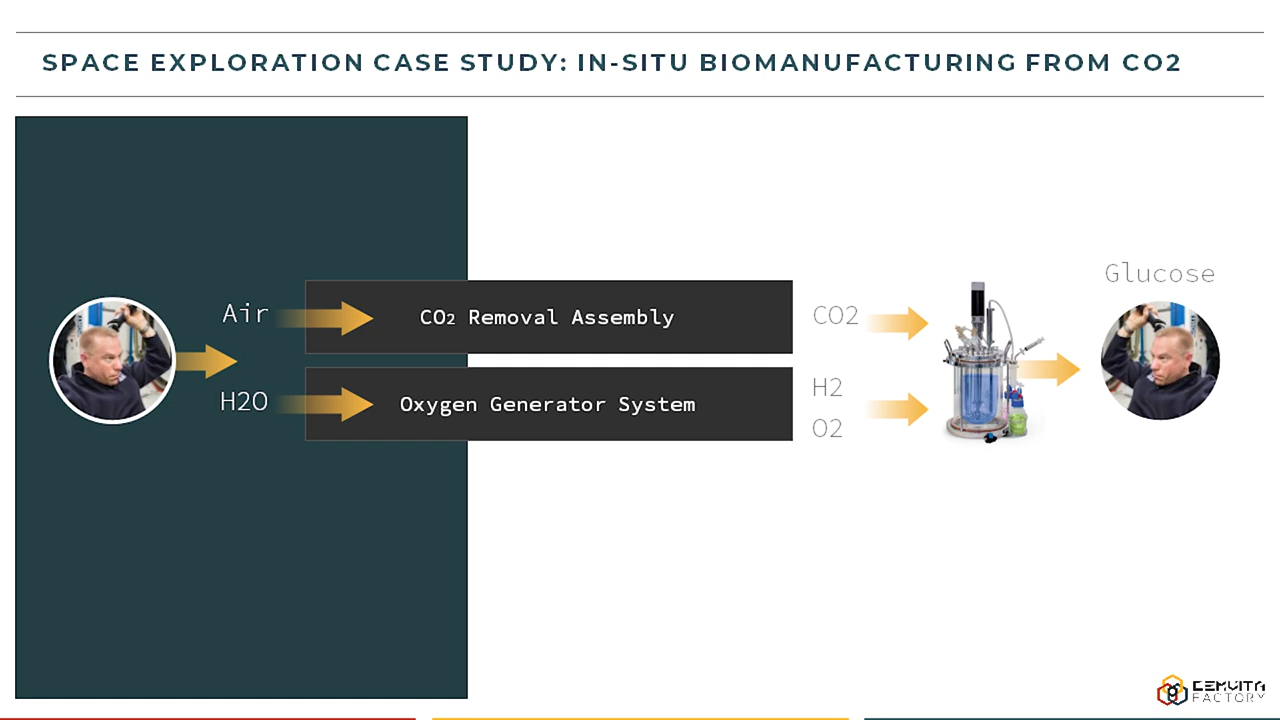 SPACE EXPLORATION CASE STUDY: IN-SITU BIOMANUFACTURING FROM CO2
Glucose
Air
CO₂ Removal Assembly
CO2
H2
H2O
Oxygen Generator System
O2
CEMVITA
FACTORY